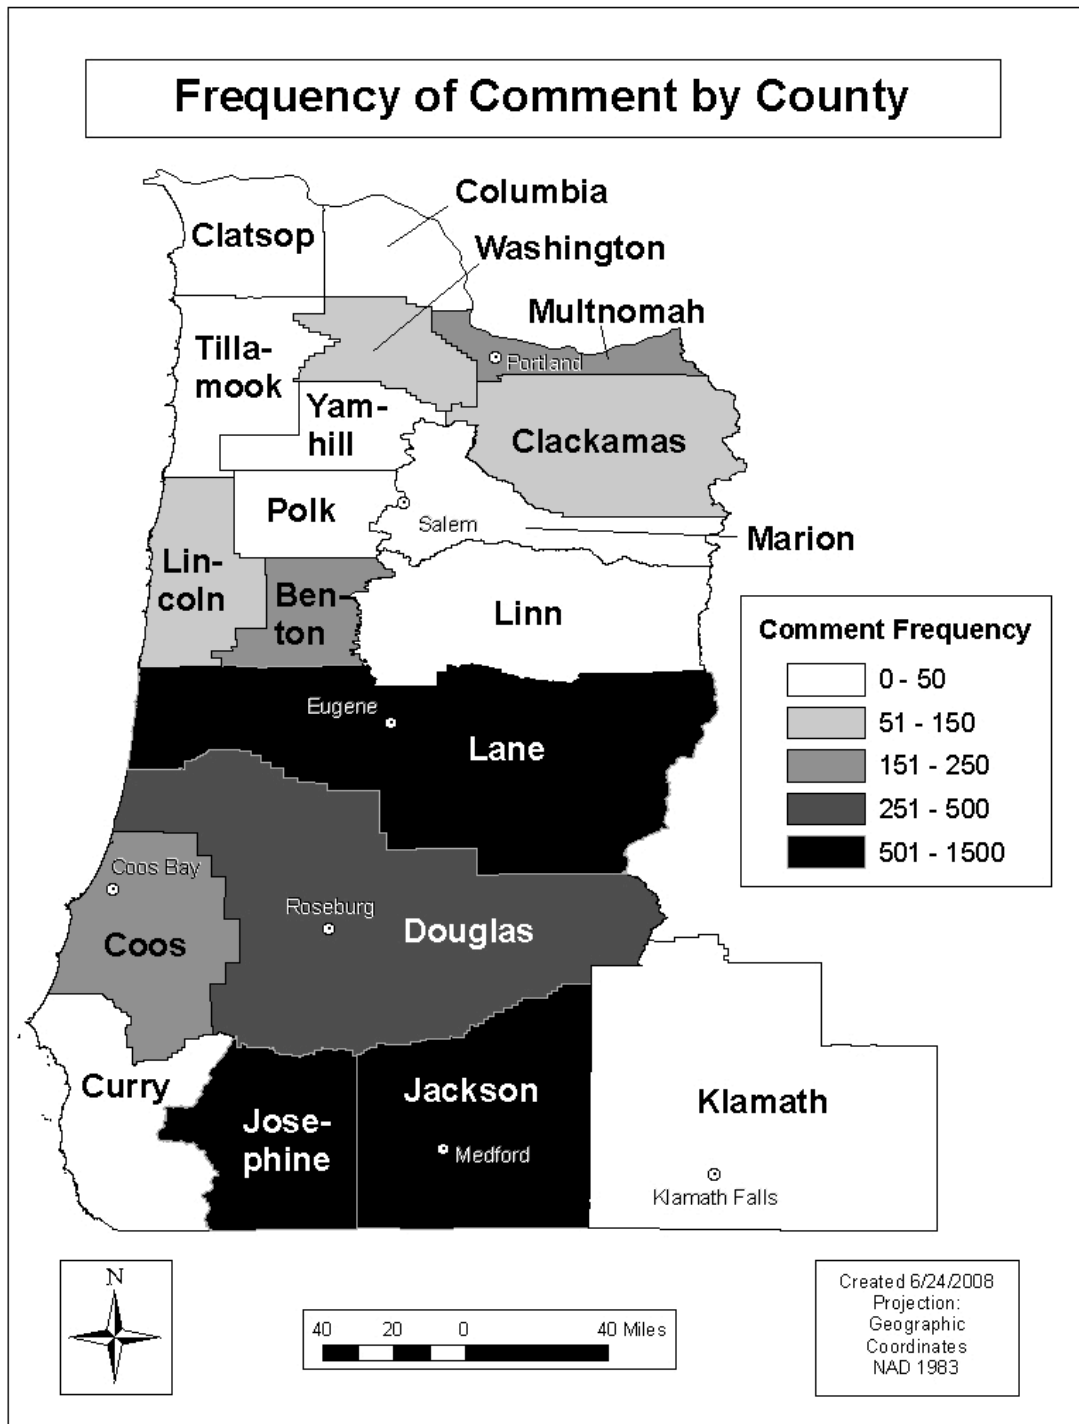 Frequency of Comment by County
Columbia
Clatsop
Washington
Multnomah
Tilla-
mook
Portland
Yam-
hill
Clackamas
Polk
Salem
Marion
Lin-
coln
Ben-
ton
Linn
Comment Frequency
0 - 50
51 - 150
151 - 250
251 - 500
501 - 1500
Eugene
Lane
Coos Bay
Roseburg
Douglas
Coos
Curry
Jackson
Klamath
Jose-
phine
Medford
Klamath Falls
N
40 20 0 40 Miles
Created 6/24/2008
Projection:
Geographic
Coordinates
NAD 1983